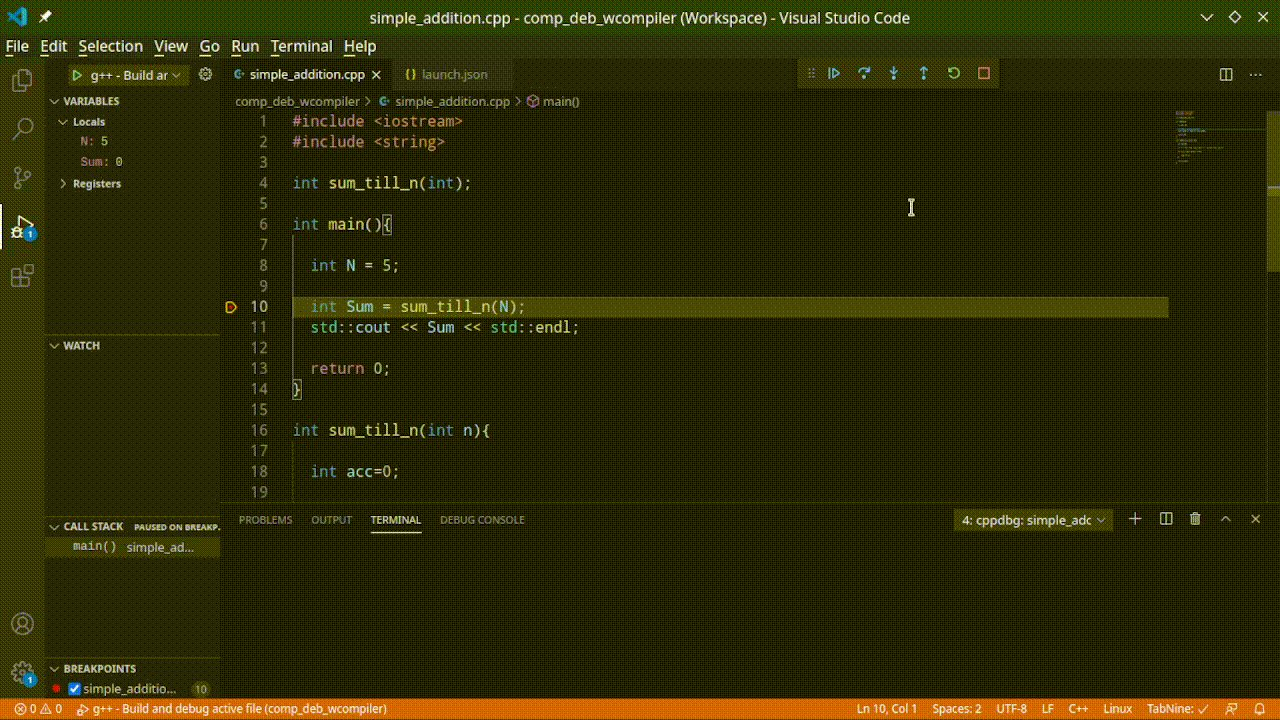 simple_addition.cpp - comp_deb_wcompiler (Workspace) - Visual Studio Code
File Edit Selection View Go Run Terminal Help
g++ - Build ar
simple_addition.cpp
launch.json
VARIABLES
Locals
N: 5
Sum: 0
Registers
WATCH
CALL STACK PAUSED ON BREAKP.
main() simple_ad...
BREAKPOINTS
simple_additio... 10
comp_deb_wcompiler > simple_addition.cpp > main()
1 #include <iostream>
2 #include <string>
3
4 int sum_till_n(int);
5
6 int main(){
7
8 int N = 5;
9
10 int Sum = sum_till_n(N);
11 std::cout << Sum << std::endl;
12
13 return 0;
14 }
15
16 int sum_till_n(int n){
17
18 int acc=0;
19
PROBLEMS OUTPUT TERMINAL DEBUG CONSOLE 4: cppdbg: simple_adc
1
1
0 0 g++ - Build and debug active file (comp_deb_wcompiler) Ln 10, Col 1 Spaces: 2 UTF-8 LF C++ Linux TabNine: ✓